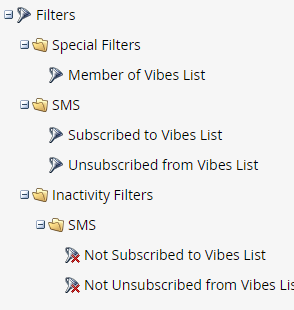 Filters
Special Filters
Member of Vibes List
SMS
Subscribed to Vibes List
Unsubscribed from Vibes List
Inactivity Filters
SMS
Not Subscribed to Vibes List
Not Unsubscribed from Vibes Lis